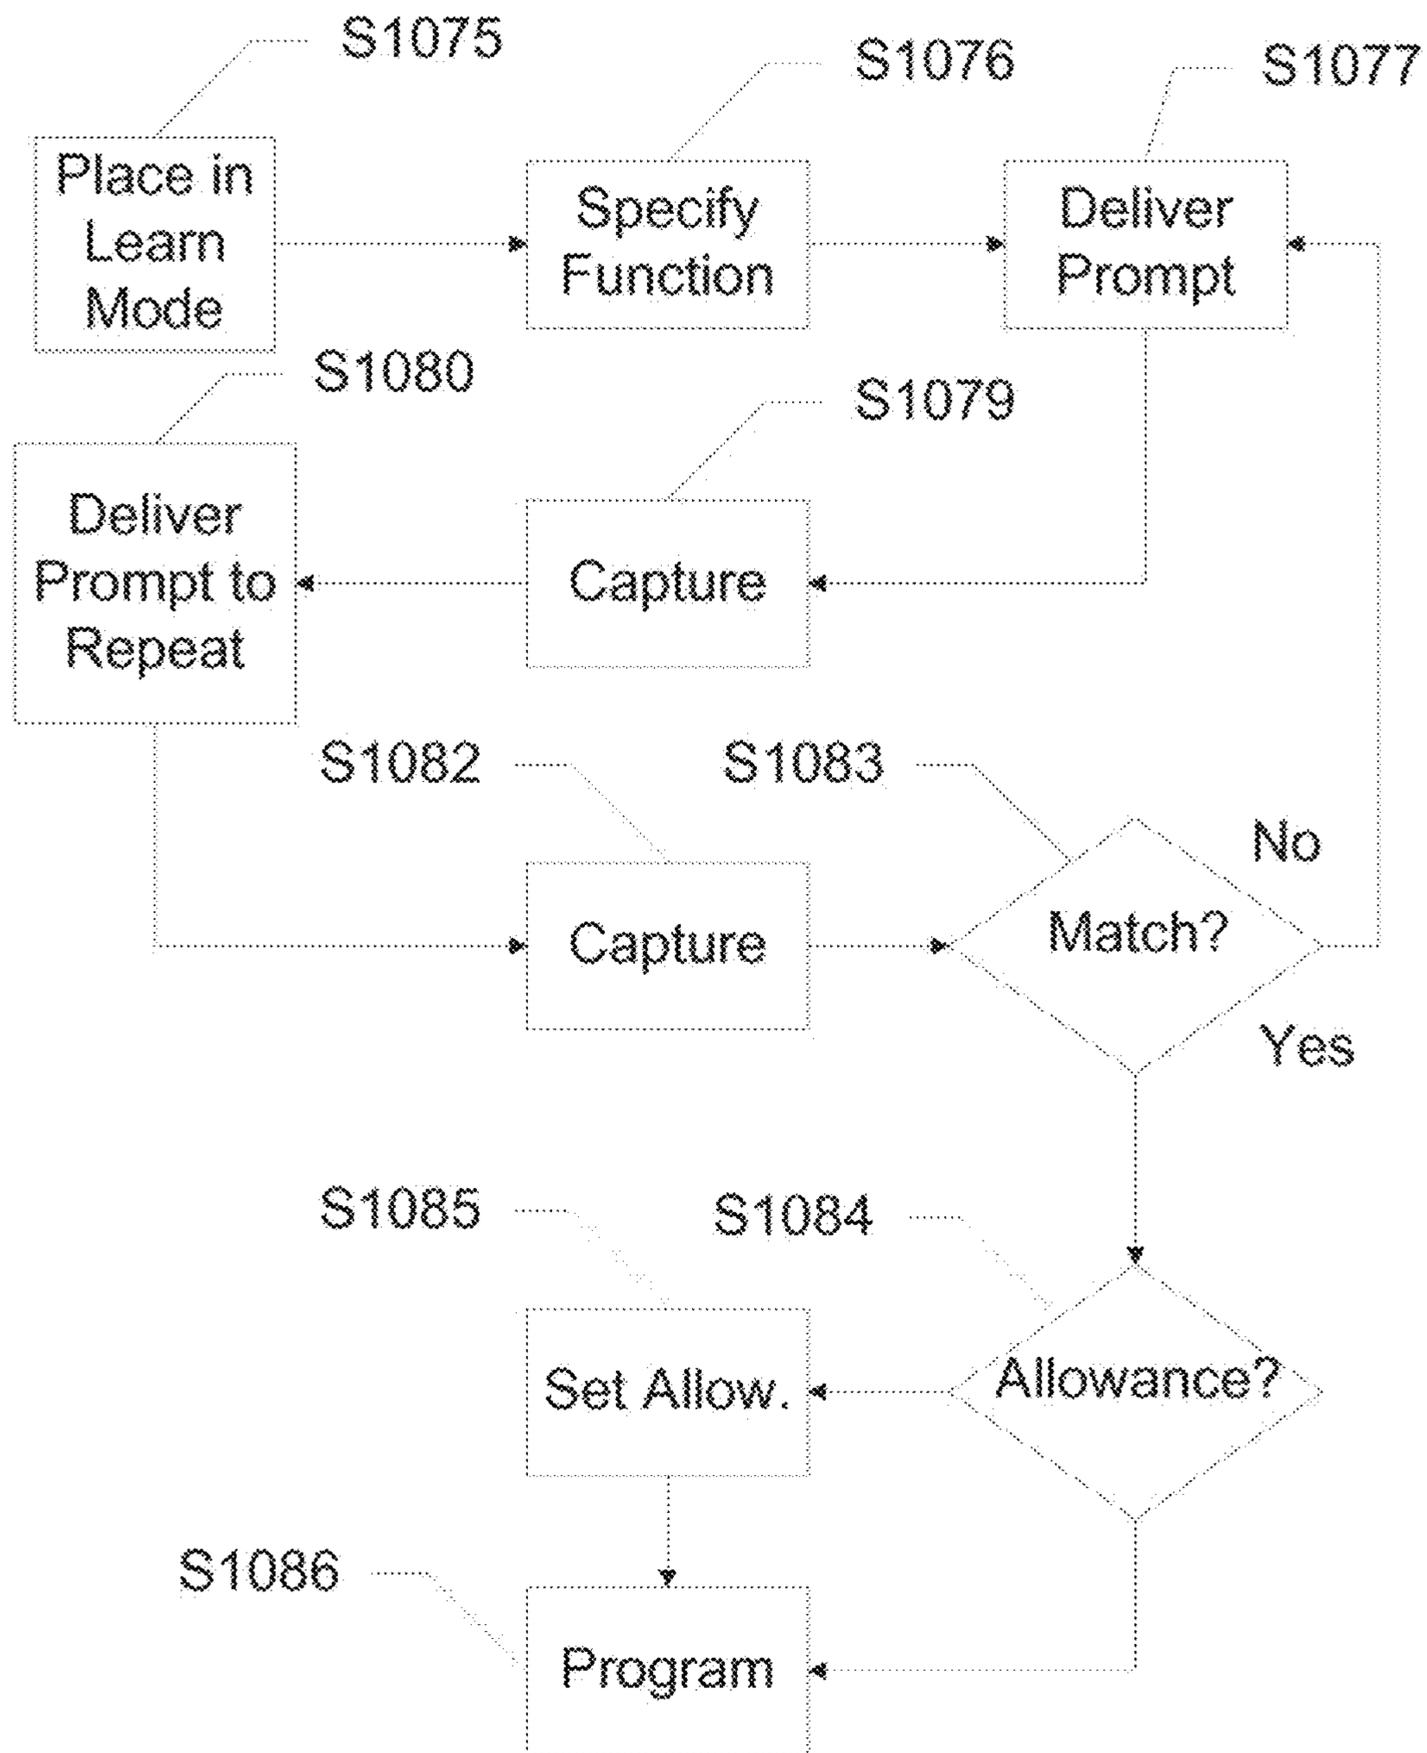 S1075
S1076
S1077
Place in
Learn
Mode
Specify
Function
Deliver
Prompt
S1080
S1079
Deliver
Prompt to
Repeat
Capture
S1082
S1083
No
Capture
Match?
Yes
S1085
S1084
Set Allow.
Allowance?
S1086
Program